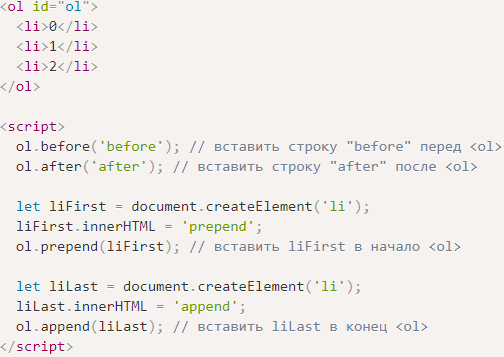 <ol id="ol">
  <li>0</li>
  <li>1</li>
  <li>2</li>
</ol>

<script>
  ol.before('before'); // вставить строку "before" перед <ol>
  ol.after('after'); // вставить строку "after" после <ol>

  let liFirst = document.createElement('li');
  liFirst.innerHTML = 'prepend';
  ol.prepend(liFirst); // вставить liFirst в начало <ol>

  let liLast = document.createElement('li');
  liLast.innerHTML = 'append';
  ol.append(liLast); // вставить liLast в конец <ol>
</script>